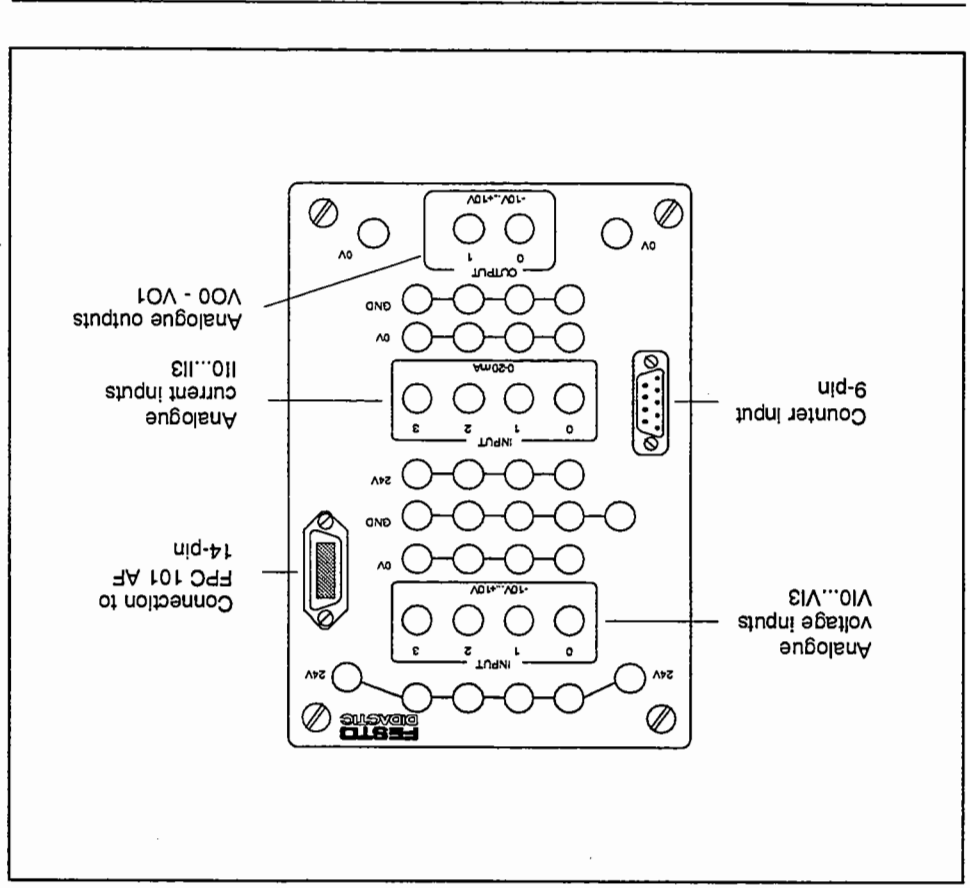 FESTO
DIDACTIC
24V
24V
INPUT
0 1 2 3
-10V...+10V
Analogue
voltage inputs
VI0...VI3
0V
GND
24V
Connection to
FPC 101 AF
14-pin
INPUT
0 1 2 3
0-20mA
Counter input
9-pin
Analogue
current inputs
II0...II3
0V
GND
OUTPUT
0 1
-10V...+10V
Analogue outputs
VO0 - VO1
0V
0V